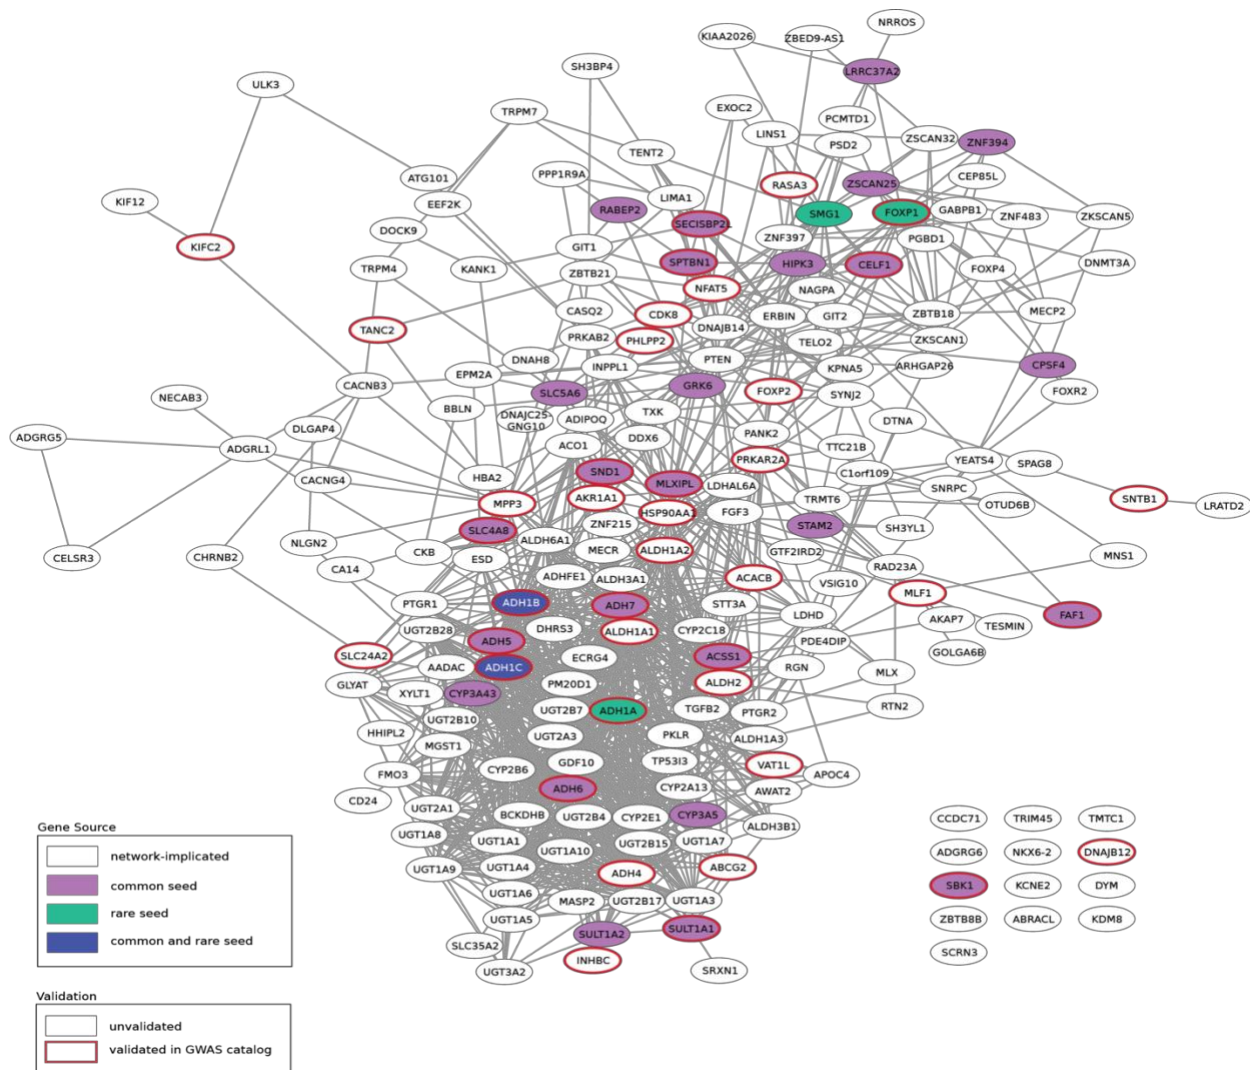 NRROS
KIAA2026
ZBED9-AS1
SH3BP4
LRRC37A2
ULK3
EXOC2
TRPM7
PCMTD1
LINS1
ZSCAN32
ZNF394
PSD2
TENT2
PPP1R9A
ATG101
CEP85L
RASA3
ZSCAN25
LIMA1
KIF12
EEF2K
RABEP2
SMG1
FOXP1
GABPB1
ZNF483
ZKSCAN5
DOCK9
SECISBP2L
KIFC2
GIT1
ZNF397
PGBD1
TRPM4
KANK1
ZBTB21
SPTBN1
HIPK3
CELF1
FOXP4
DNMT3A
NFAT5
NAGPA
CASQ2
CDK8
ERBIN
GIT2
ZBTB18
MECP2
TANC2
DNAJB14
PRKAB2
PHLPP2
TELO2
ZKSCAN1
DNAH8
INPPL1
PTEN
KPNA5
ARHGAP26
CPSF4
EPM2A
CACNB3
SLC5A6
GRK6
FOXP2
SYNJ2
FOXR2
NECAB3
BBLN
DNAJC25-
GNG10
ADIPOQ
TXK
DTNA
DLGAP4
ADGRG5
ADGRL1
ACO1
DDX6
PANK2
TTC21B
PRKAR2A
YEATS4
SPAG8
CACNG4
HBA2
SND1
MLXIPL
LDHAL6A
C1orf109
SNRPC
MPP3
AKR1A1
HSP90AA1
FGF3
TRMT6
OTUD6B
SNTB1
LRATD2
SLC4A8
ZNF215
STAM2
SH3YL1
NLGN2
CKB
ALDH6A1
MECR
ALDH1A2
GTF2IRD2
CELSR3
CHRNB2
CA14
ESD
ADHFE1
ALDH3A1
ACACB
VSIG10
RAD23A
MNS1
PTGR1
ADH1B
ADH7
STT3A
LDHD
MLF1
FAF1
UGT2B28
ADH5
DHRS3
ALDH1A1
CYP2C18
PDE4DIP
AKAP7
TESMIN
SLC24A2
AADAC
ADH1C
ECRG4
ACSS1
RGN
GOLGA6B
GLYAT
XYLT1
CYP3A43
PM20D1
ALDH2
MLX
UGT2B10
UGT2B7
ADH1A
TGFB2
PTGR2
RTN2
HHIPL2
MGST1
UGT2A3
PKLR
ALDH1A3
FMO3
CYP2B6
GDF10
TP53I3
VAT1L
APOC4
CD24
ADH6
CYP2A13
AWAT2
UGT2A1
BCKDHB
UGT2B4
CYP2E1
CYP3A5
ALDH3B1
UGT1A8
UGT1A1
UGT1A10
UGT2B15
UGT1A7
UGT1A9
UGT1A4
ADH4
ABCG2
UGT1A6
MASP2
UGT2B17
UGT1A3
UGT1A5
SULT1A2
SULT1A1
SLC35A2
UGT3A2
INHBC
SRXN1
CCDC71
TRIM45
TMTC1
ADGRG6
NKX6-2
DNAJB12
SBK1
KCNE2
DYM
ZBTB8B
ABRACL
KDM8
SCRN3
Gene Source
network-implicated
common seed
rare seed
common and rare seed
Validation
unvalidated
validated in GWAS catalog